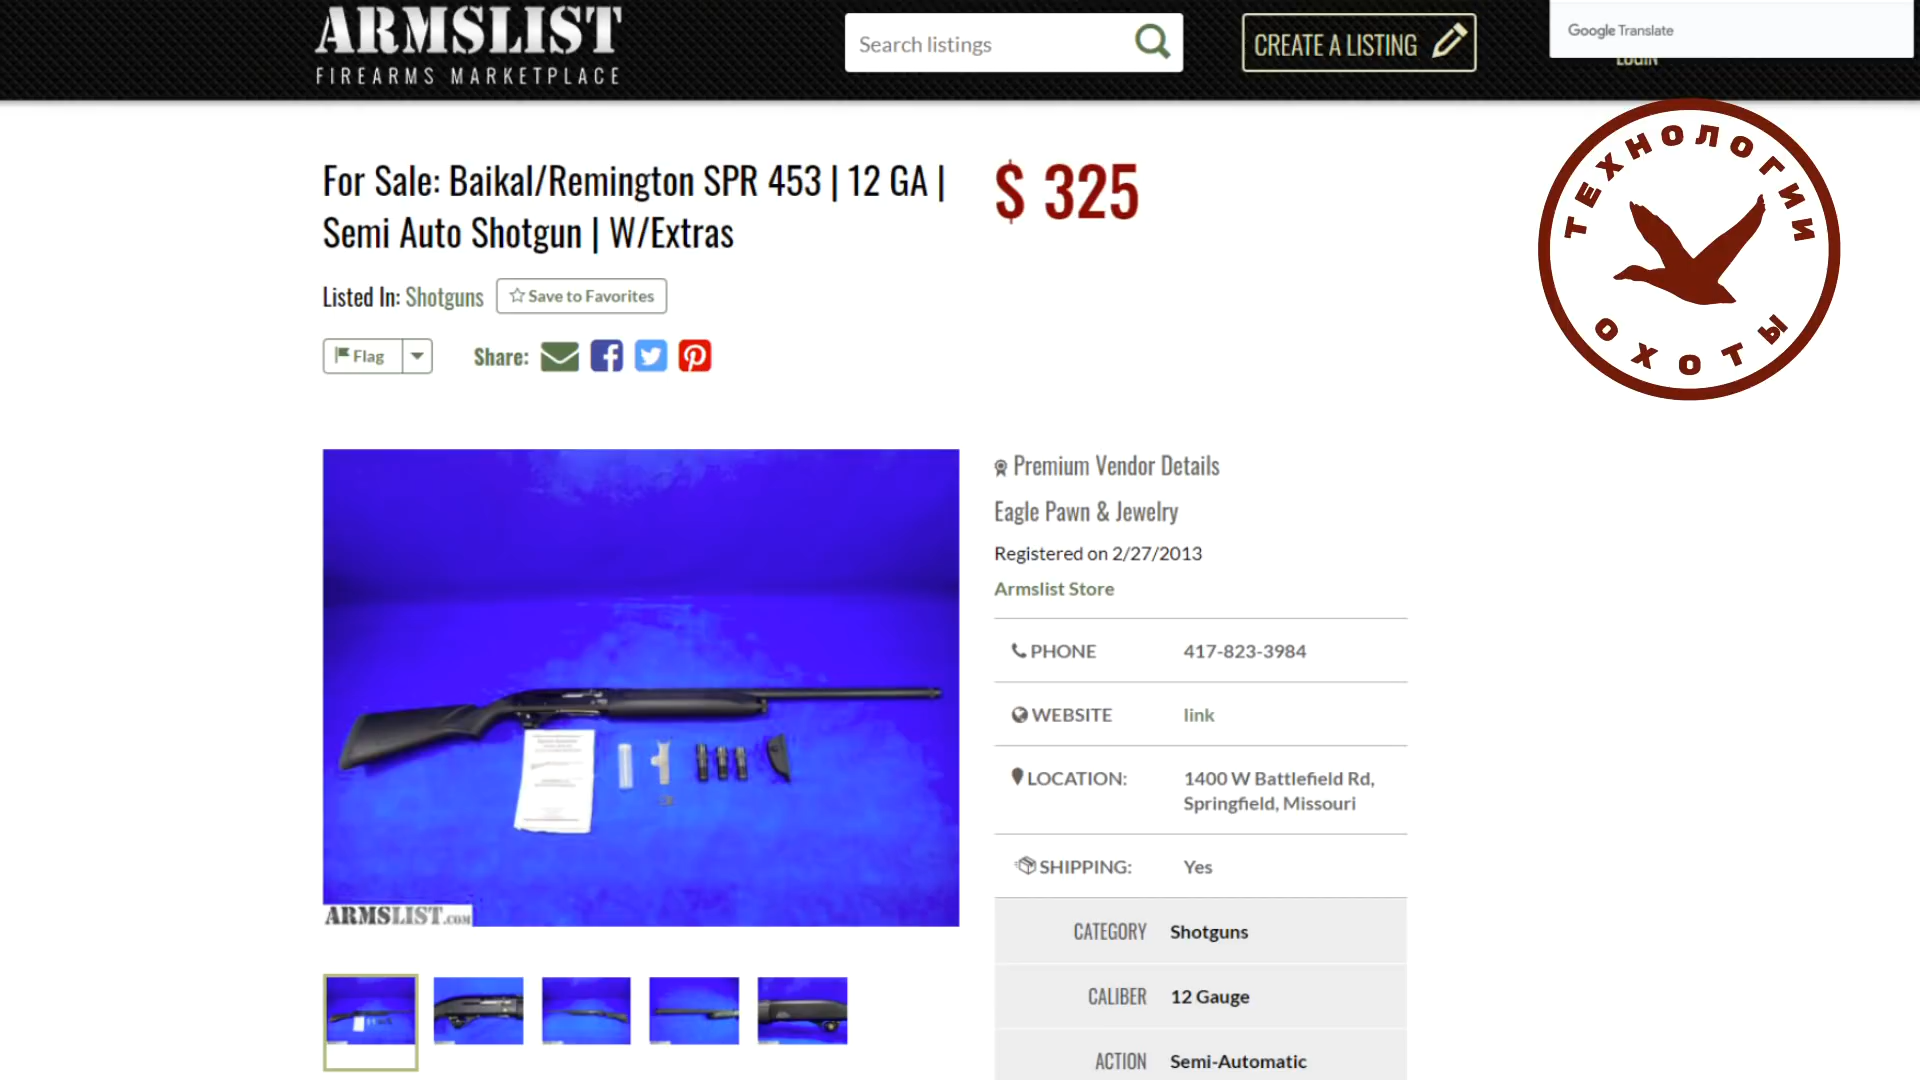 ARMSLIST
FIREARMS MARKETPLACE
Search listings
CREATE A LISTING
Google Translate
LOGIN
ТЕХНОЛОГИИ
ОХОТЫ
For Sale: Baikal/Remington SPR 453 | 12 GA |
Semi Auto Shotgun | W/Extras
$ 325
Listed In: Shotguns
Save to Favorites
Flag
Share:
ARMSLIST.COM
Premium Vendor Details
Eagle Pawn & Jewelry
Registered on 2/27/2013
Armslist Store
PHONE 417-823-3984
WEBSITE link
LOCATION: 1400 W Battlefield Rd,
Springfield, Missouri
SHIPPING: Yes
CATEGORY Shotguns
CALIBER 12 Gauge
ACTION Semi-Automatic